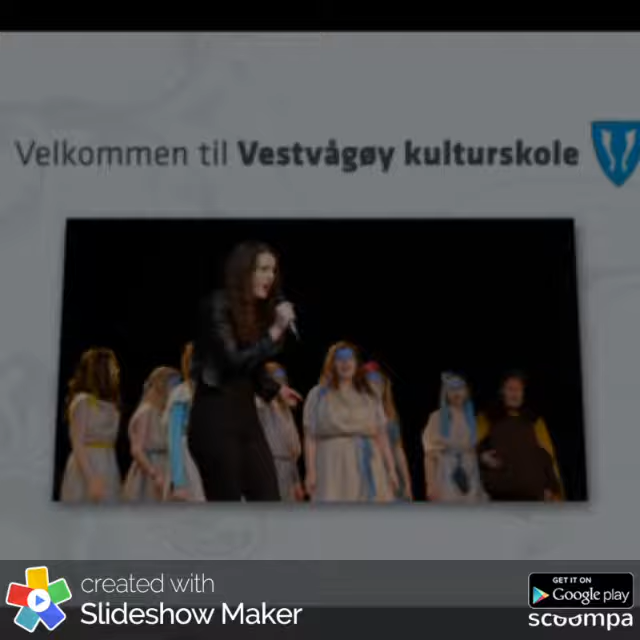 Velkommen til Vestvågøy kulturskole
created with
Slideshow Maker
GET IT ON
Google play
scoompa